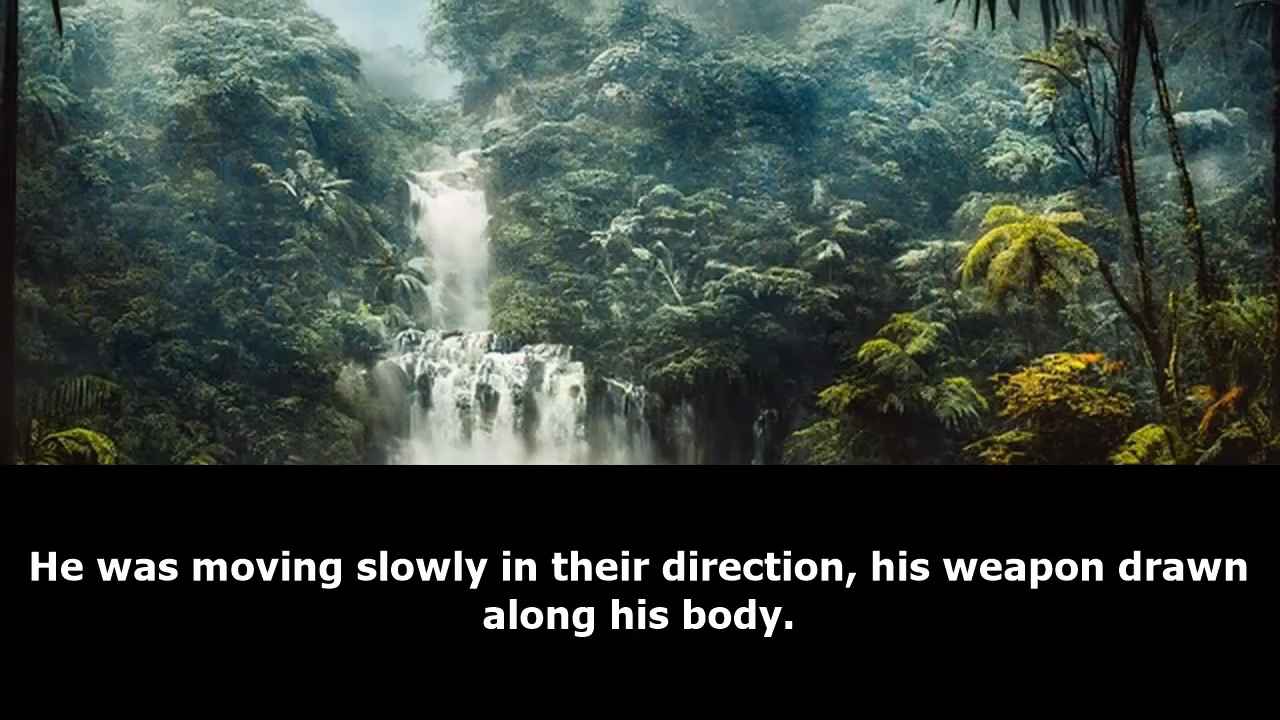 He was moving slowly in their direction, his weapon drawn
along his body.